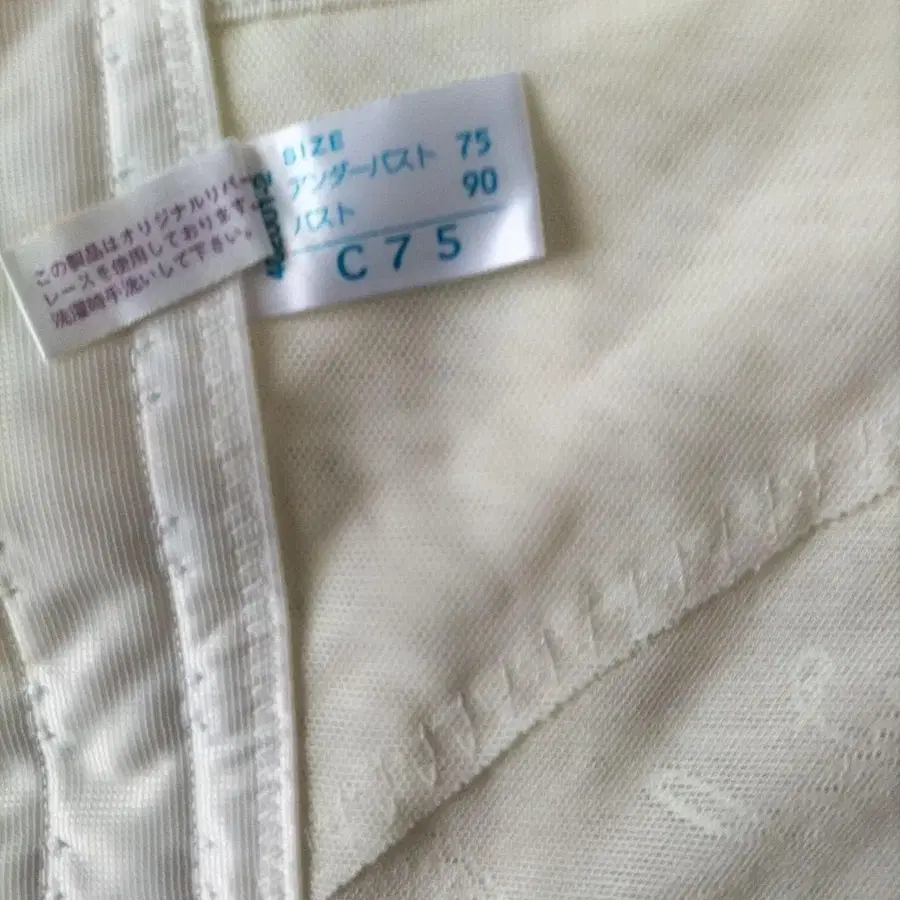 この製品はオリジナルリバー
レースを使用しております。
洗濯時手洗いして下さい。
SIZE
アンダーバスト 75
バスト 90
C75